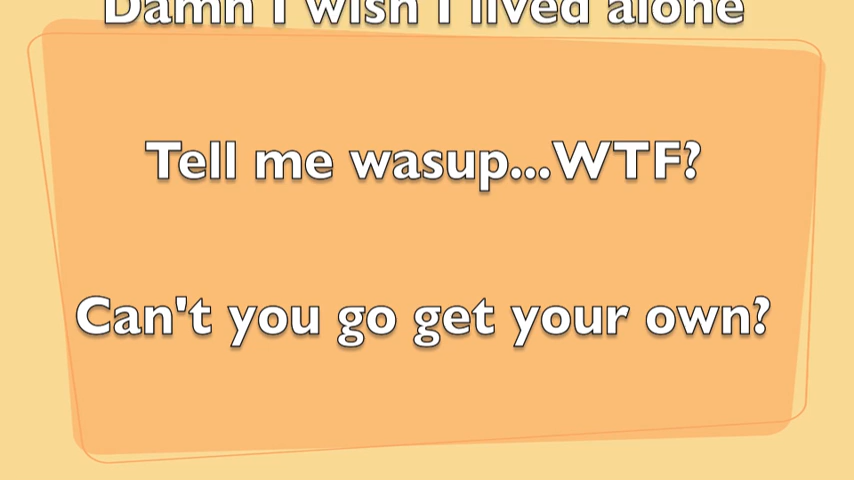 Damn I wish I lived alone
Tell me wasup...WTF?
Can't you go get your own?